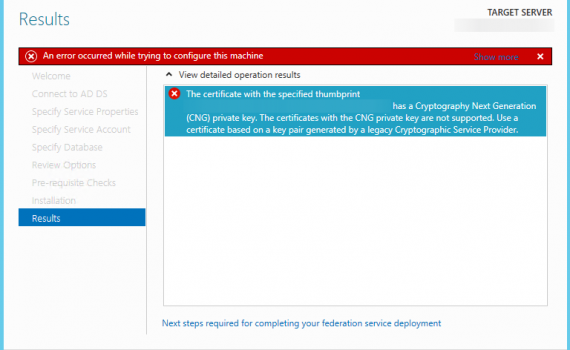 Results
TARGET SERVER
An error occurred while trying to configure this machine
Show more
View detailed operation results
Welcome
Connect to AD DS
Specify Service Properties
Specify Service Account
Specify Database
Review Options
Pre-requisite Checks
Installation
Results
The certificate with the specified thumbprint
has a Cryptography Next Generation
(CNG) private key. The certificates with the CNG private key are not supported. Use a
certificate based on a key pair generated by a legacy Cryptographic Service Provider.
Next steps required for completing your federation service deployment